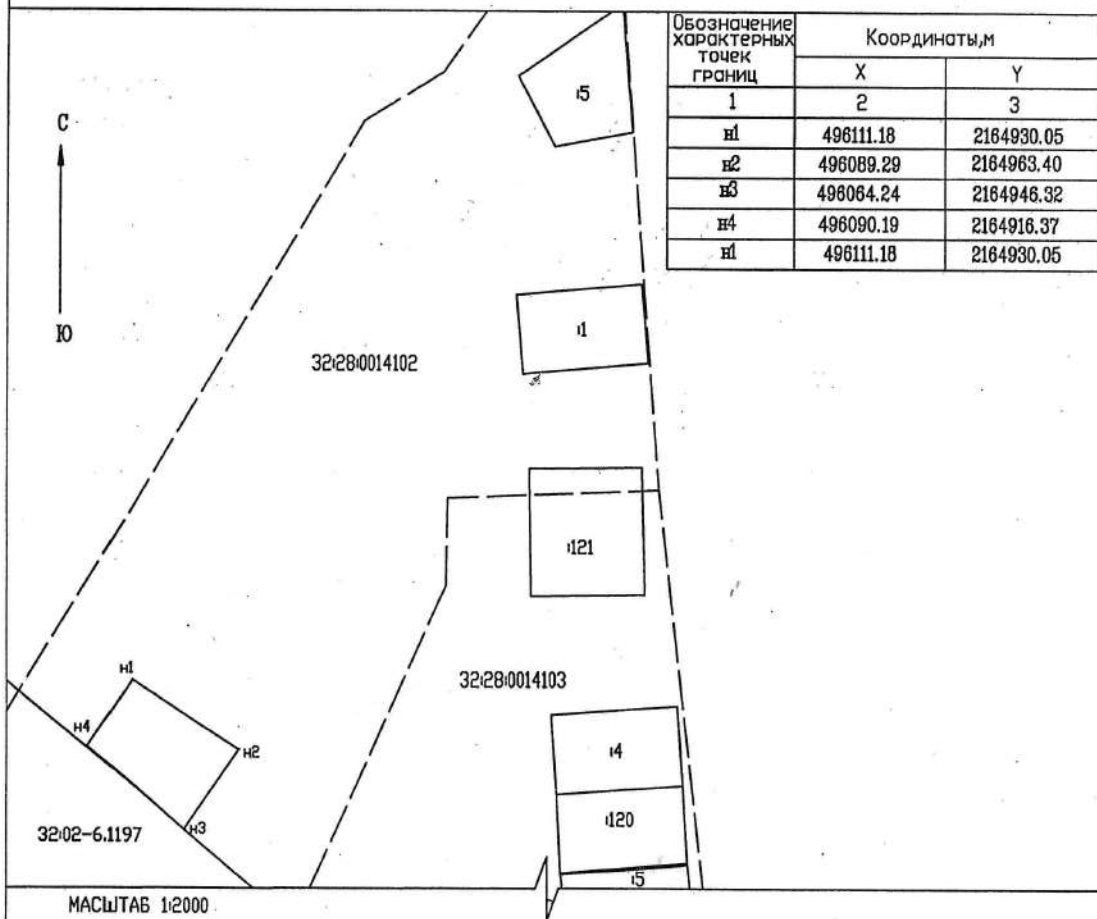 Обозначение характерных точек границ
Координаты,м
X Y
1 2 3
н1 496111.18 2164930.05
н2 496089.29 2164963.40
н3 496064.24 2164946.32
н4 496090.19 2164916.37
н1 496111.18 2164930.05
С
Ю
:5
:1
32:28:0014102
:121
32:28:0014103
н1
н4
н2
н3
:4
:120
:5
32:02-6.1197
МАСШТАБ 1:2000